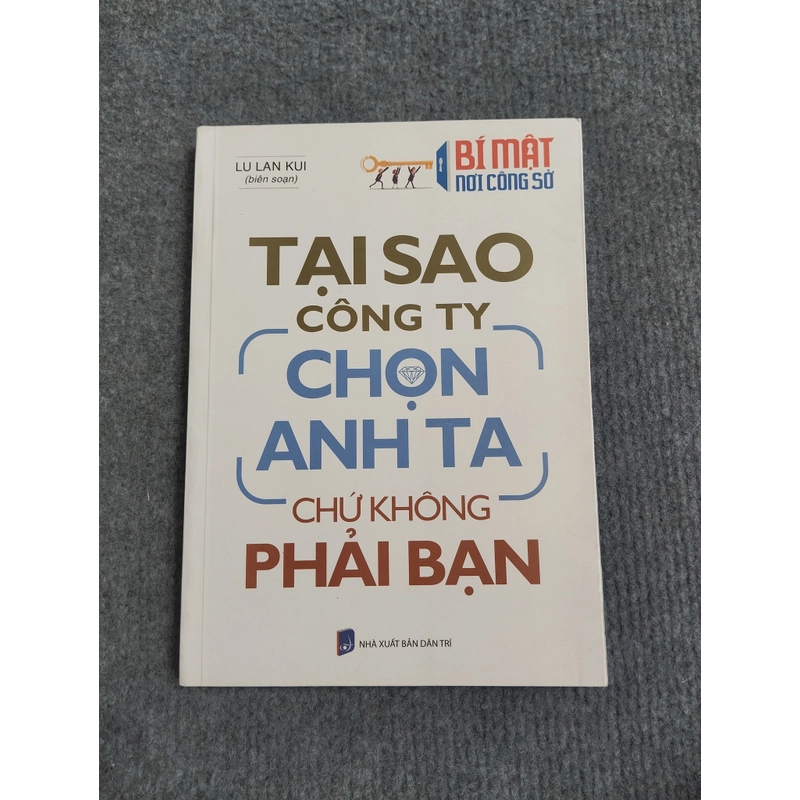 LU LAN KUI
(biên soạn)
BÍ MẬT
NƠI CÔNG SỞ
TẠI SAO
CÔNG TY
CHỌN
ANH TA
CHỨ KHÔNG
PHẢI BẠN
NHÀ XUẤT BẢN DÂN TRÍ